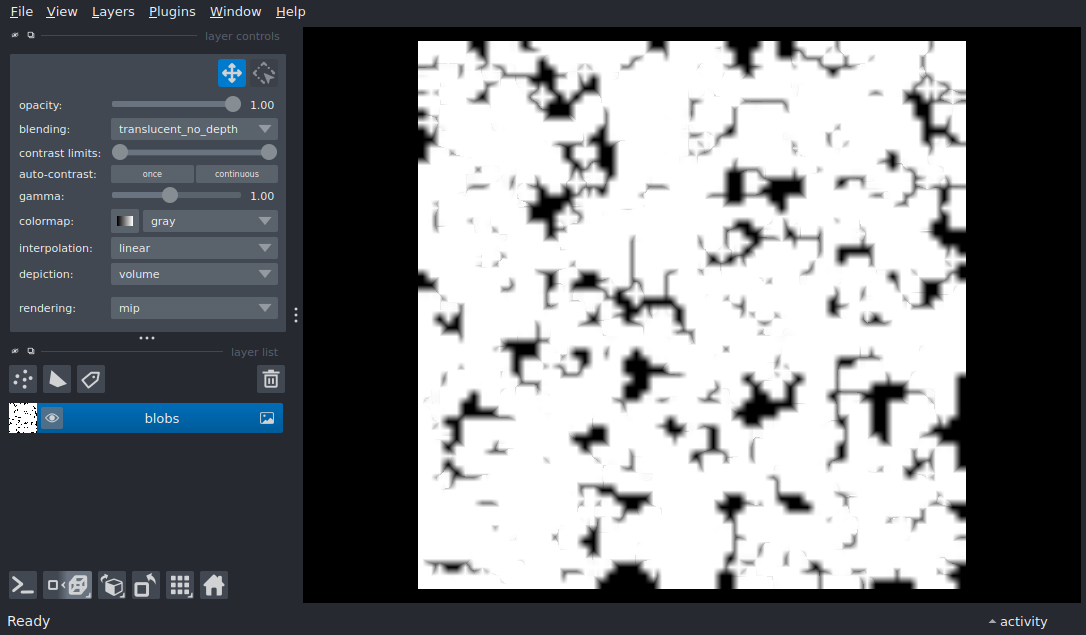 File View Layers Plugins Window Help
layer controls
opacity: 1.00
blending: translucent_no_depth
contrast limits:
auto-contrast: once continuous
gamma: 1.00
colormap: gray
interpolation: linear
depiction: volume
rendering: mip
layer list
blobs
Ready activity